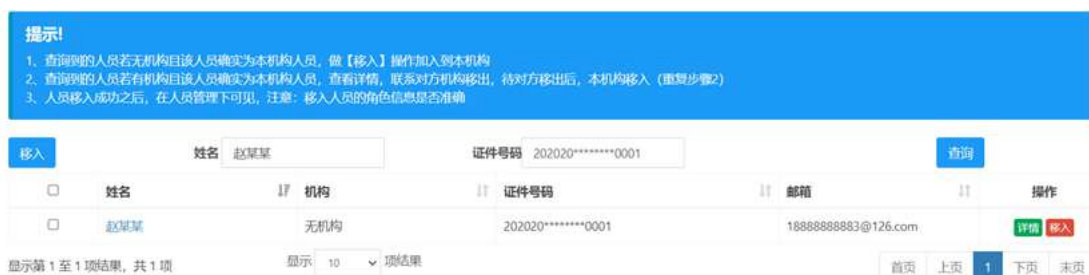 提示!
1、查询到的人员若无机构且该人员确实为本机构人员，做【移入】操作加入到本机构
2、查询到的人员若有机构且该人员确实为本机构人员，查看详情，联系对方机构移出，待对方移出后，本机构移入（重复步骤2）
3、人员移入成功之后，在人员管理下可见，注意：移入人员的角色信息是否准确
移入 姓名 赵某某 证件号码 202020********0001 查询
姓名 机构 证件号码 邮箱 操作
赵某某 无机构 202020********0001 18888888883@126.com 详情 移入
显示第 1 至 1 项结果，共 1 项 显示 10 项结果 首页 上页 1 下页 末页